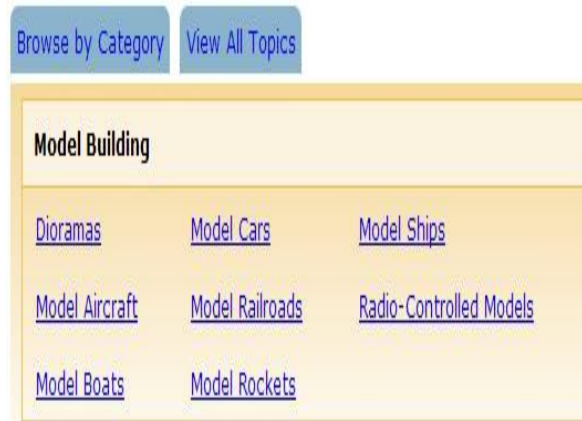 Browse by Category View All Topics
Model Building
Dioramas Model Cars Model Ships
Model Aircraft Model Railroads Radio-Controlled Models
Model Boats Model Rockets